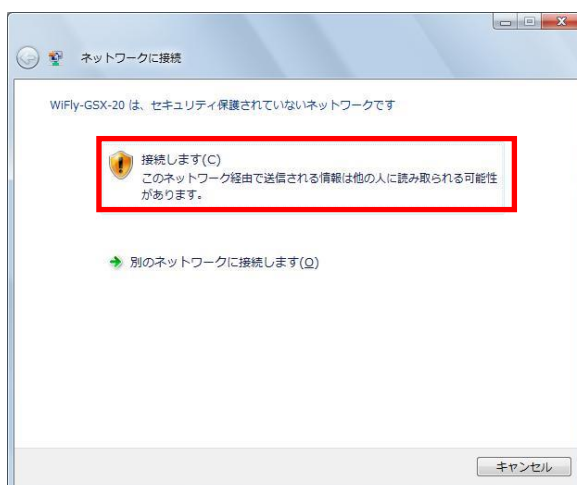 ネットワークに接続
WiFly-GSX-20 は、セキュリティ保護されていないネットワークです
接続します(C)
このネットワーク経由で送信される情報は他の人に読み取られる可能性
があります。
別のネットワークに接続します(O)
キャンセル